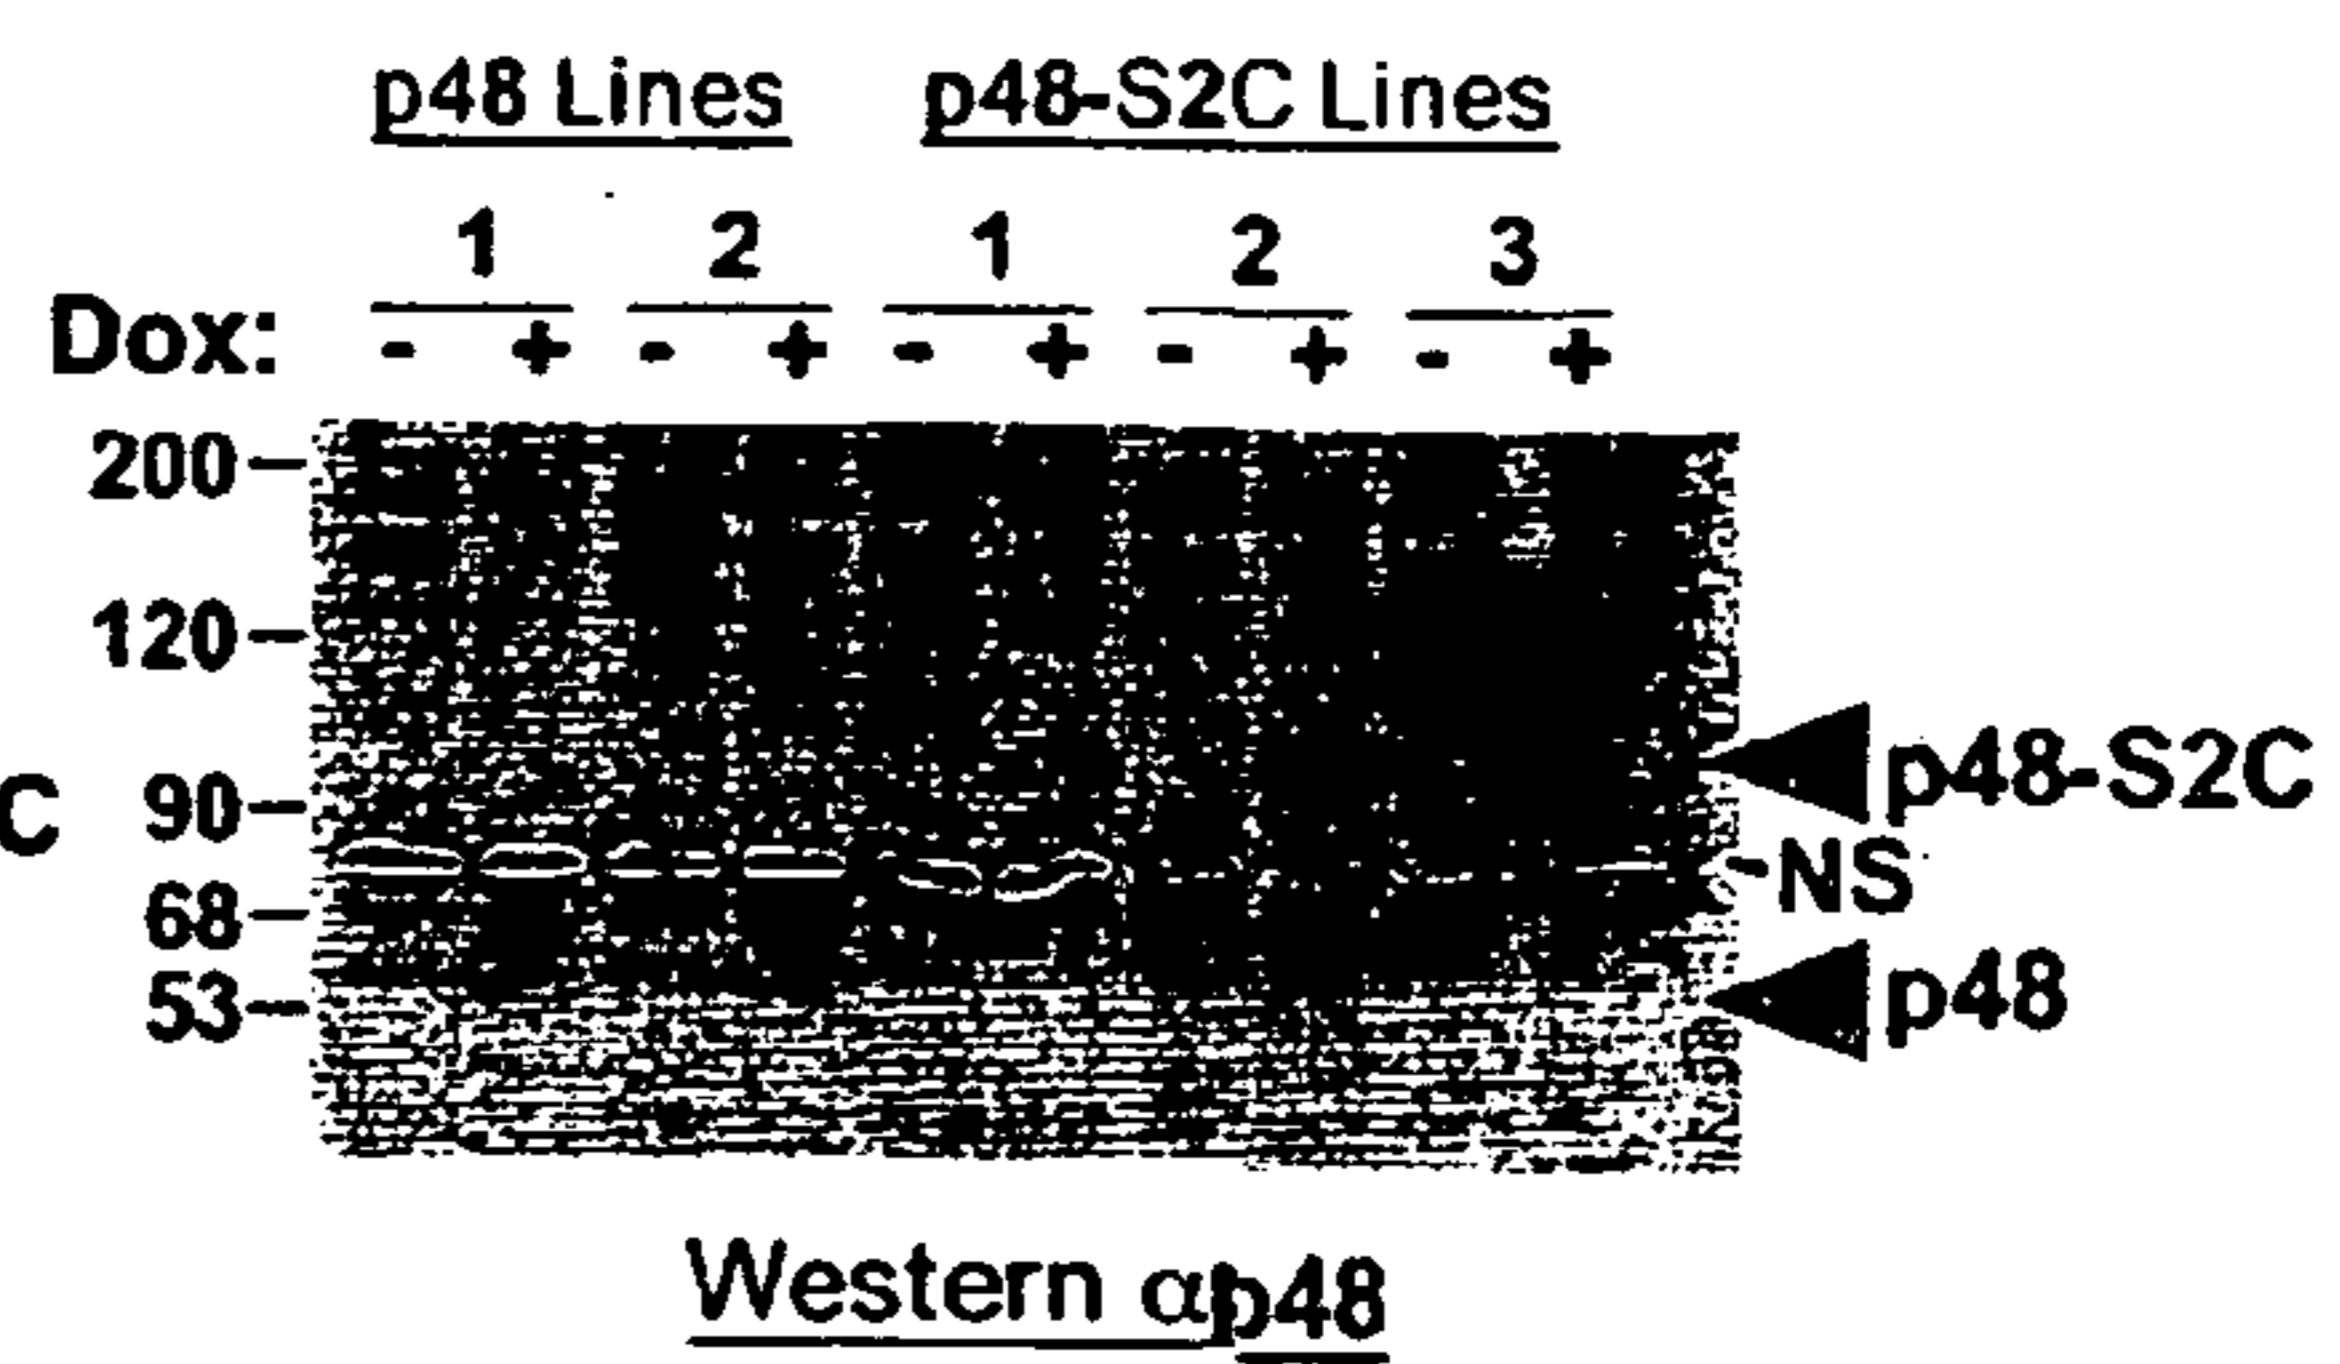 p48 Lines p48-S2C Lines
1 2 1 2 3
Dox: - + - + - + - + - +
200
120
p48-S2C
C 90
NS
68
p48
53
Western αp48